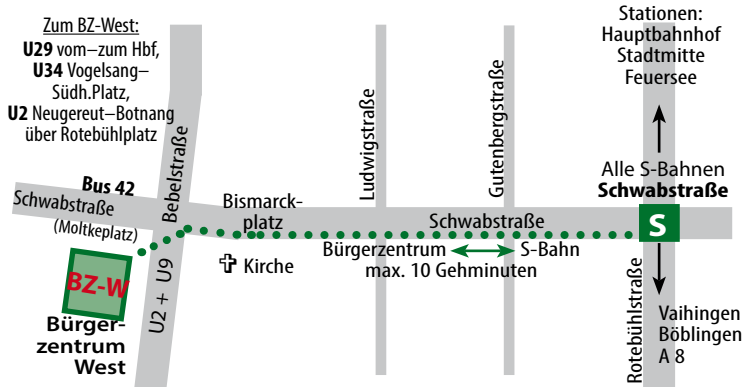 Zum BZ-West:
U29 vom–zum Hbf,
U34 Vogelsang–
Südh.Platz,
U2 Neugereut–Botnang
über Rotebühlplatz
Bus 42
Schwabstraße
(Moltkeplatz)
BZ-W
Bürger-
zentrum
West
Bebelstraße
U2 + U9
Bismarck-
platz
Kirche
Ludwigstraße
Gutenbergstraße
Schwabstraße
Bürgerzentrum
S-Bahn
max. 10 Gehminuten
Stationen:
Hauptbahnhof
Stadtmitte
Feuersee
Alle S-Bahnen
Schwabstraße
S
Rotebühlstraße
Vaihingen
Böblingen
A 8